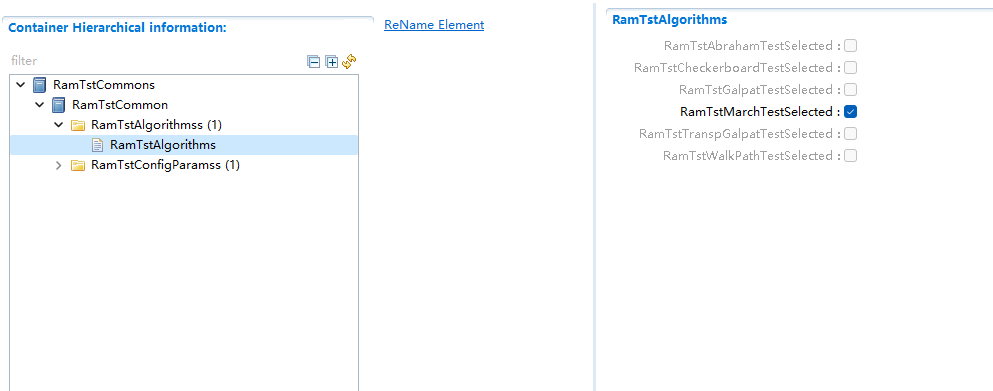 Container Hierarchical information:
filter
RamTstCommons
RamTstCommon
RamTstAlgorithmss (1)
RamTstAlgorithms
RamTstConfigParamss (1)
ReName Element
RamTstAlgorithms
RamTstAbrahamTestSelected :
RamTstCheckerboardTestSelected :
RamTstGalpatTestSelected :
RamTstMarchTestSelected :
RamTstTranspGalpatTestSelected :
RamTstWalkPathTestSelected :